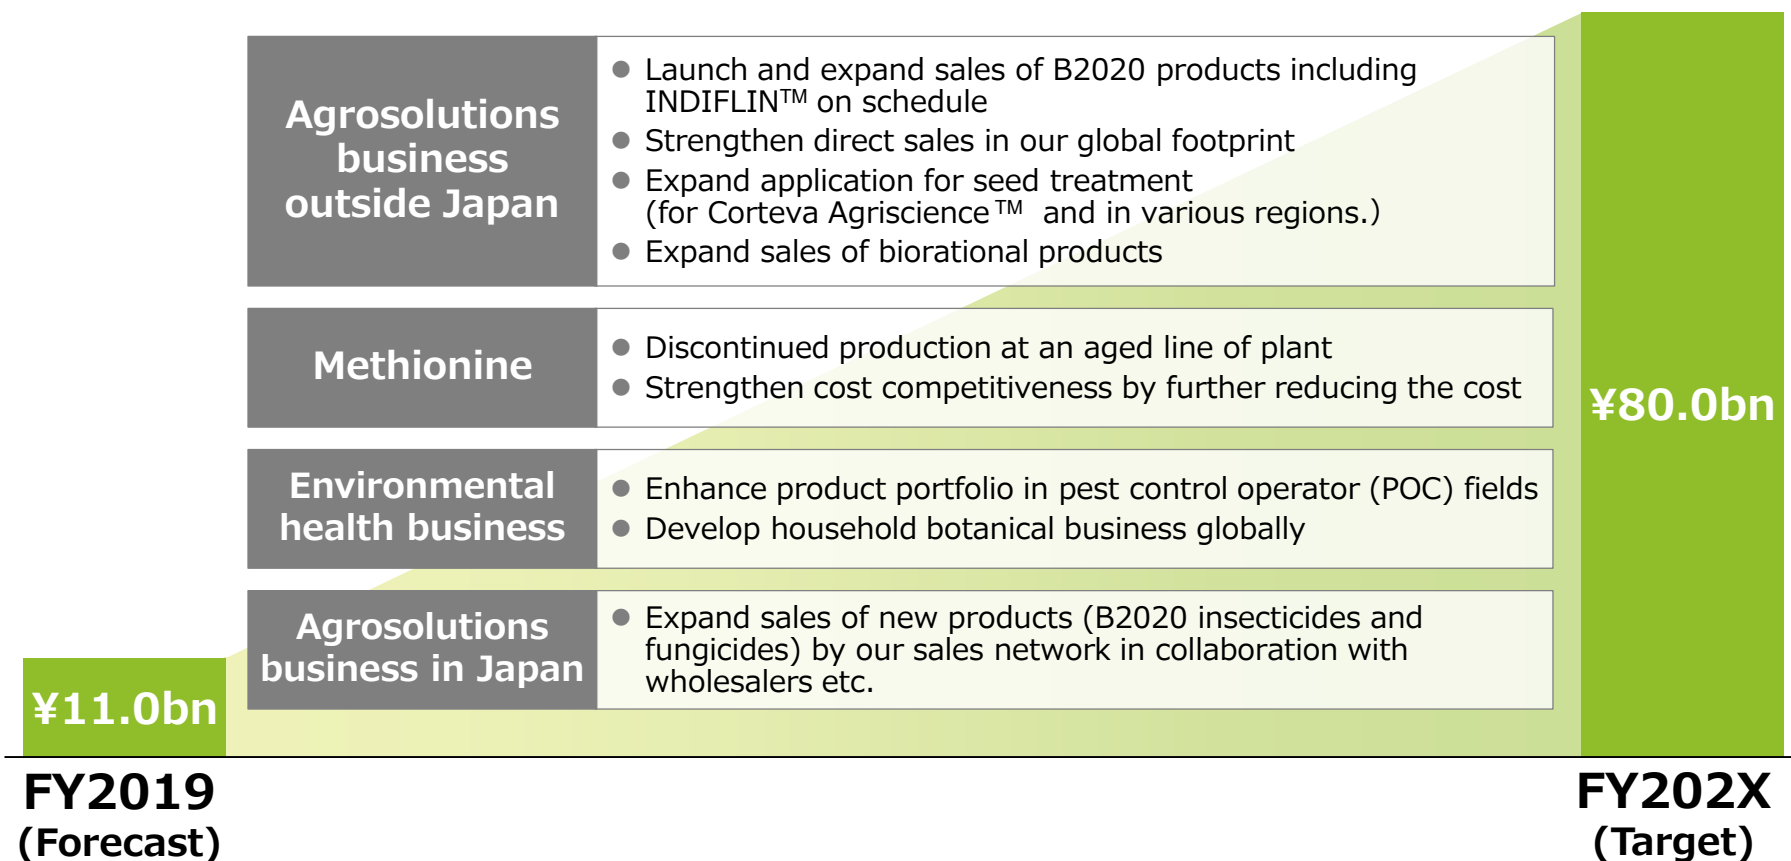 Agrosolutions
business
outside Japan
● Launch and expand sales of B2020 products including
INDIFLIN™ on schedule
● Strengthen direct sales in our global footprint
● Expand application for seed treatment
(for Corteva Agriscience™ and in various regions.）
● Expand sales of biorational products
Methionine
● Discontinued production at an aged line of plant
● Strengthen cost competitiveness by further reducing the cost
Environmental
health business
● Enhance product portfolio in pest control operator (POC) fields
● Develop household botanical business globally
Agrosolutions
business in Japan
● Expand sales of new products (B2020 insecticides and
fungicides) by our sales network in collaboration with
wholesalers etc.
¥11.0bn
¥80.0bn
FY2019
(Forecast)
FY202X
(Target)